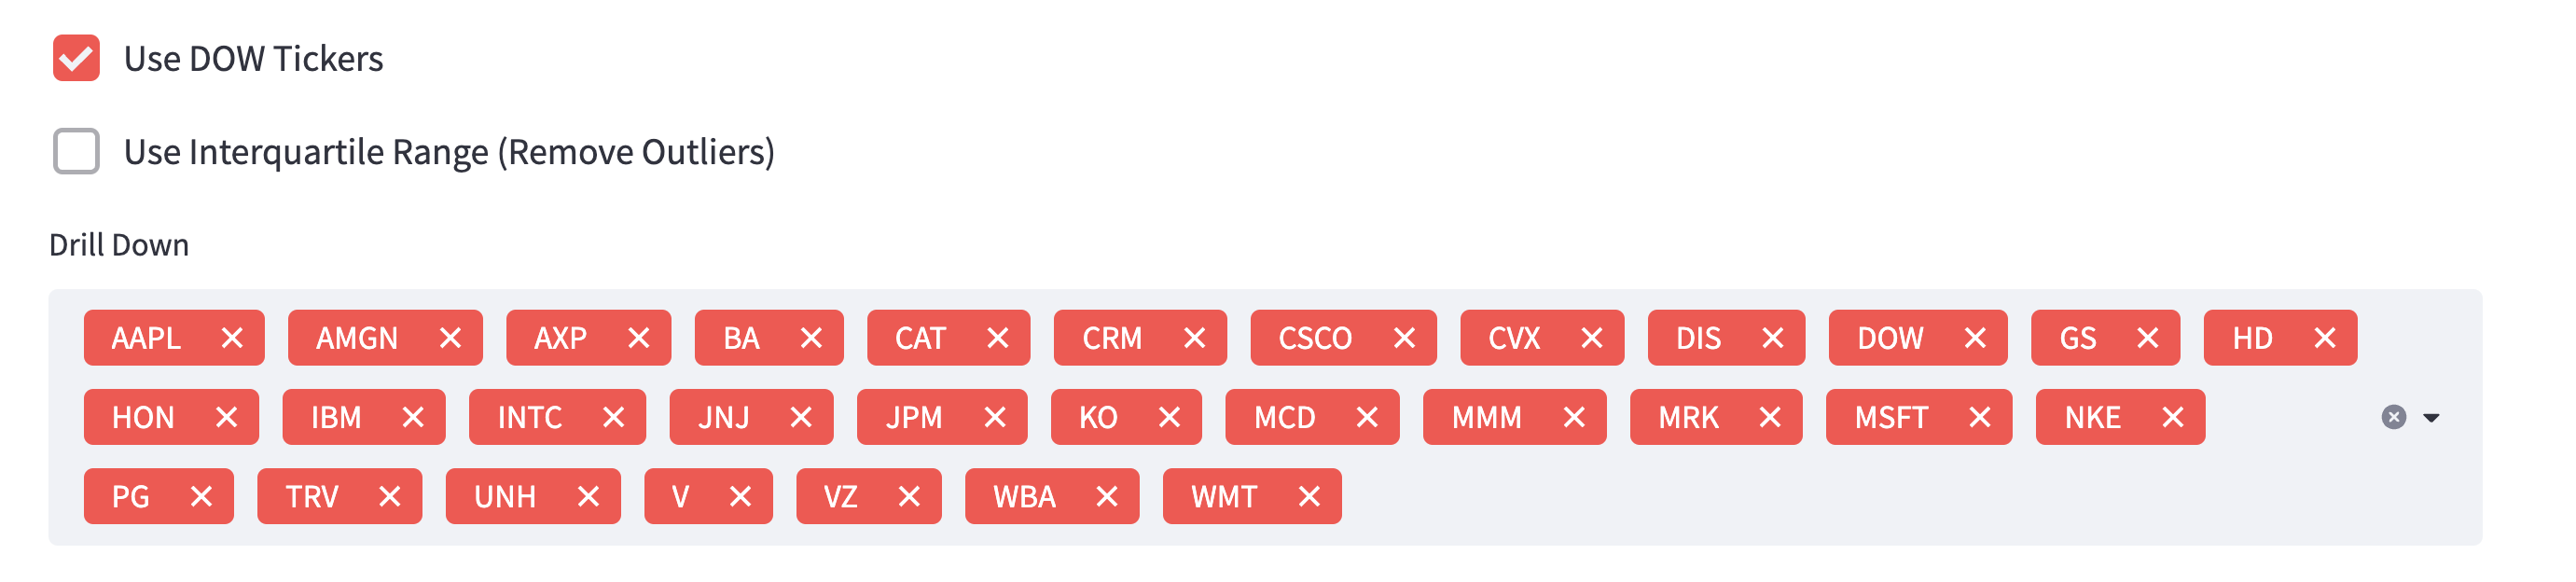 Use DOW Tickers
Use Interquartile Range (Remove Outliers)
Drill Down
AAPL AMGN AXP BA CAT CRM CSCO CVX DIS DOW GS HD
HON IBM INTC JNJ JPM KO MCD MMM MRK MSFT NKE
PG TRV UNH V VZ WBA WMT